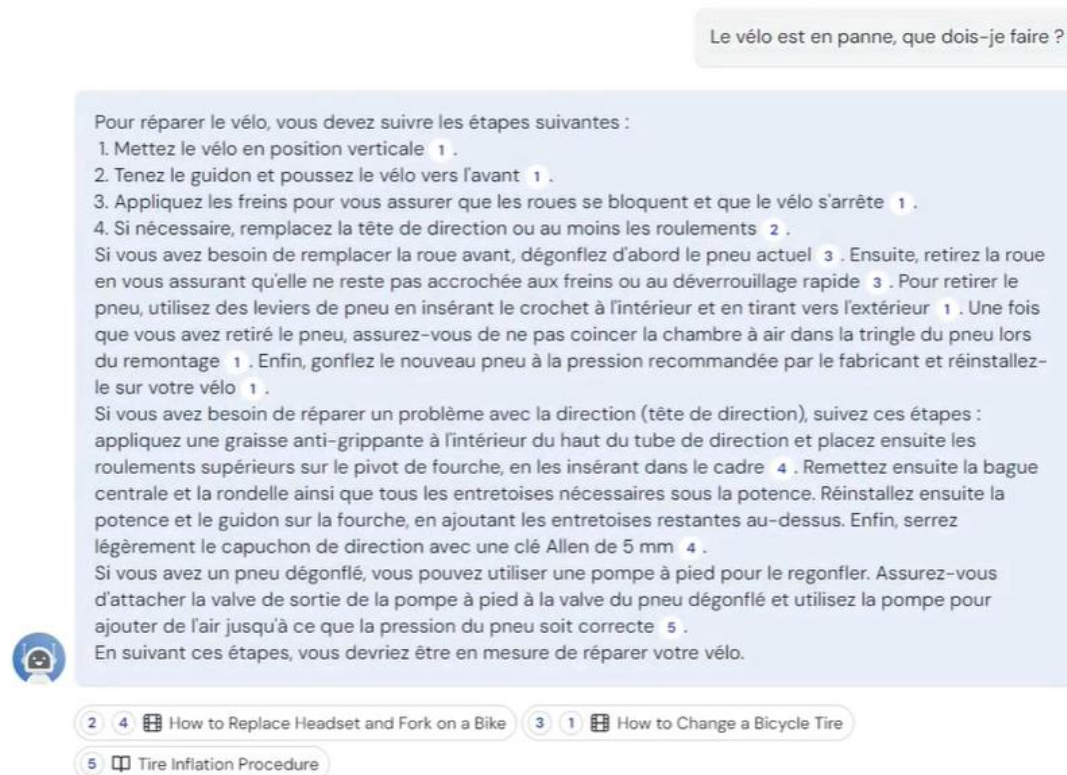 Le vélo est en panne, que dois-je faire ?
Pour réparer le vélo, vous devez suivre les étapes suivantes :
1. Mettez le vélo en position verticale 1 .
2. Tenez le guidon et poussez le vélo vers l'avant 1 .
3. Appliquez les freins pour vous assurer que les roues se bloquent et que le vélo s'arrête 1 .
4. Si nécessaire, remplacez la tête de direction ou au moins les roulements 2 .
Si vous avez besoin de remplacer la roue avant, dégonflez d'abord le pneu actuel 3 . Ensuite, retirez la roue
en vous assurant qu'elle ne reste pas accrochée aux freins ou au déverrouillage rapide 3 . Pour retirer le
pneu, utilisez des leviers de pneu en insérant le crochet à l'intérieur et en tirant vers l'extérieur 1 . Une fois
que vous avez retiré le pneu, assurez-vous de ne pas coincer la chambre à air dans la tringle du pneu lors
du remontage 1 . Enfin, gonflez le nouveau pneu à la pression recommandée par le fabricant et réinstallez-
le sur votre vélo 1 .
Si vous avez besoin de réparer un problème avec la direction (tête de direction), suivez ces étapes :
appliquez une graisse anti-grippante à l'intérieur du haut du tube de direction et placez ensuite les
roulements supérieurs sur le pivot de fourche, en les insérant dans le cadre 4 . Remettez ensuite la bague
centrale et la rondelle ainsi que tous les entretoises nécessaires sous la potence. Réinstallez ensuite la
potence et le guidon sur la fourche, en ajoutant les entretoises restantes au-dessus. Enfin, serrez
légèrement le capuchon de direction avec une clé Allen de 5 mm 4 .
Si vous avez un pneu dégonflé, vous pouvez utiliser une pompe à pied pour le regonfler. Assurez-vous
d'attacher la valve de sortie de la pompe à pied à la valve du pneu dégonflé et utilisez la pompe pour
ajouter de l'air jusqu'à ce que la pression du pneu soit correcte 5 .
En suivant ces étapes, vous devriez être en mesure de réparer votre vélo.
2 4 How to Replace Headset and Fork on a Bike 3 1 How to Change a Bicycle Tire
5 Tire Inflation Procedure